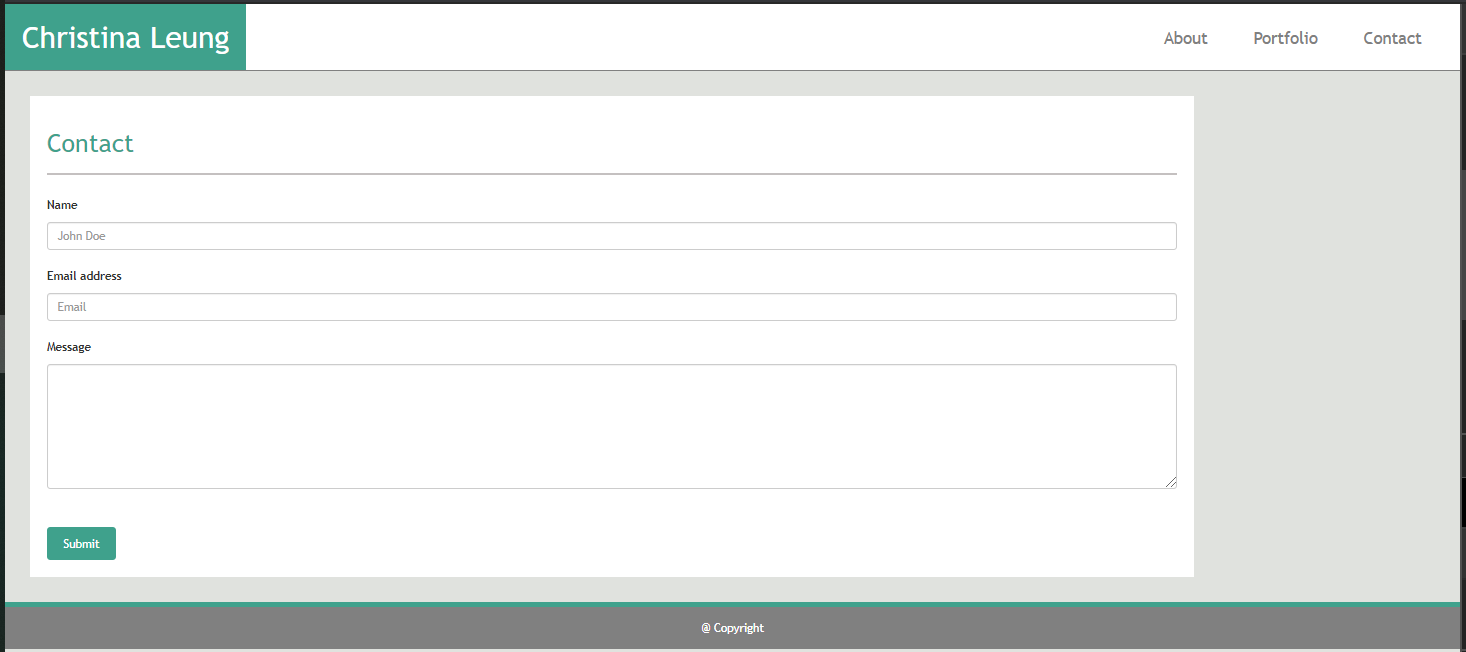 Christina Leung
About Portfolio Contact
Contact
Name
John Doe
Email address
Email
Message
Submit
@ Copyright